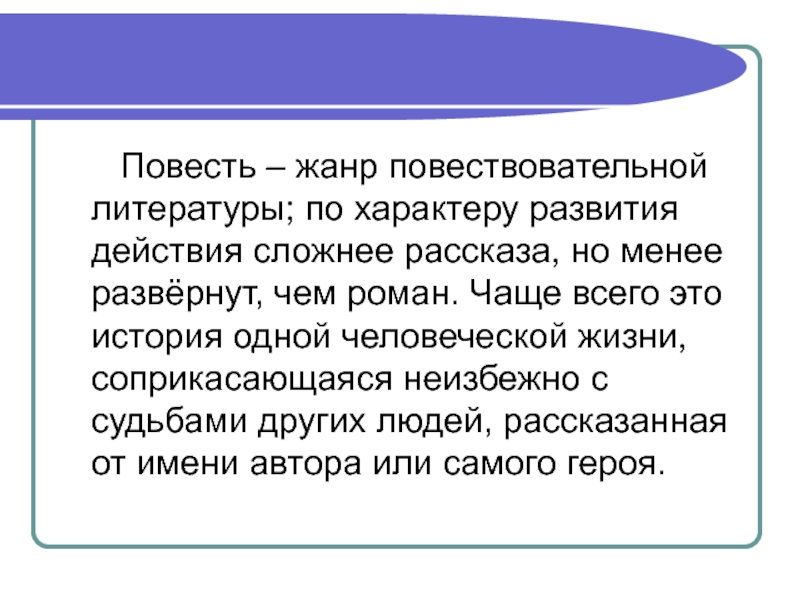 Повесть – жанр повествовательной
литературы; по характеру развития
действия сложнее рассказа, но менее
развёрнут, чем роман. Чаще всего это
история одной человеческой жизни,
соприкасающаяся неизбежно с
судьбами других людей, рассказанная
от имени автора или самого героя.